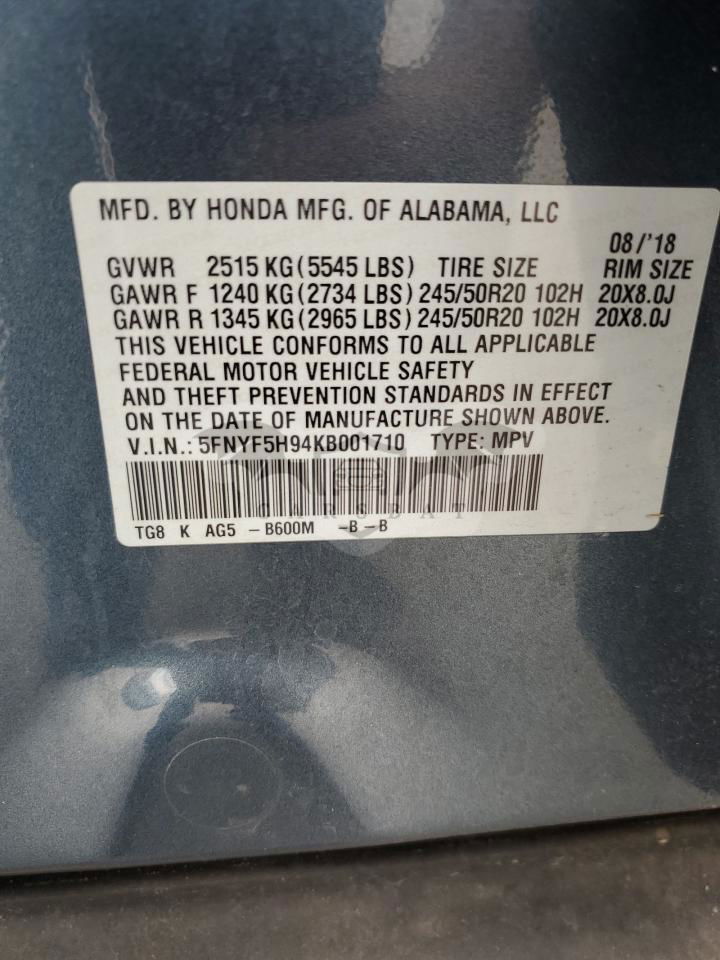 MFD. BY HONDA MFG. OF ALABAMA, LLC
08/'18
GVWR 2515 KG (5545 LBS) TIRE SIZE RIM SIZE
GAWR F 1240 KG (2734 LBS) 245/50R20 102H 20X8.0J
GAWR R 1345 KG (2965 LBS) 245/50R20 102H 20X8.0J
THIS VEHICLE CONFORMS TO ALL APPLICABLE
FEDERAL MOTOR VEHICLE SAFETY
AND THEFT PREVENTION STANDARDS IN EFFECT
ON THE DATE OF MANUFACTURE SHOWN ABOVE.
V.I.N.: 5FNYF5H94KB001710 TYPE: MPV
CARSBAT
TG8 K AG5 - B600M - B - B